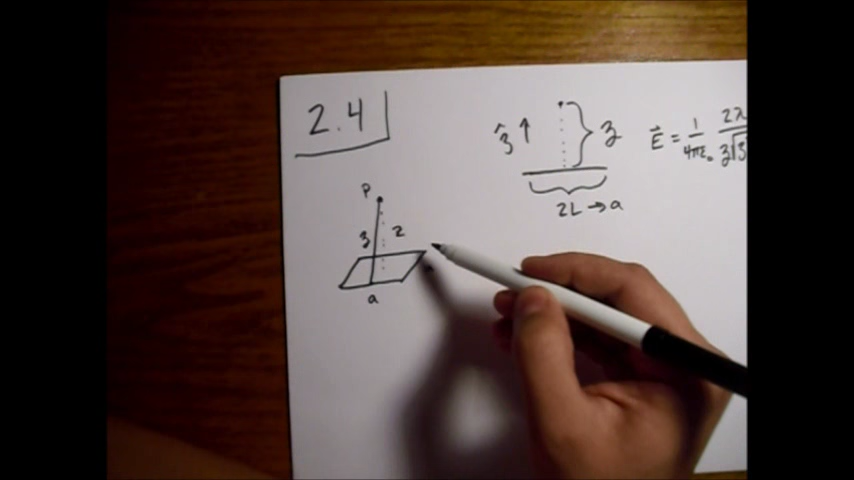 2.4
ẑ ↑ } z
E⃗ = 1/4πε₀ 2λ
2L → a
P
z
a